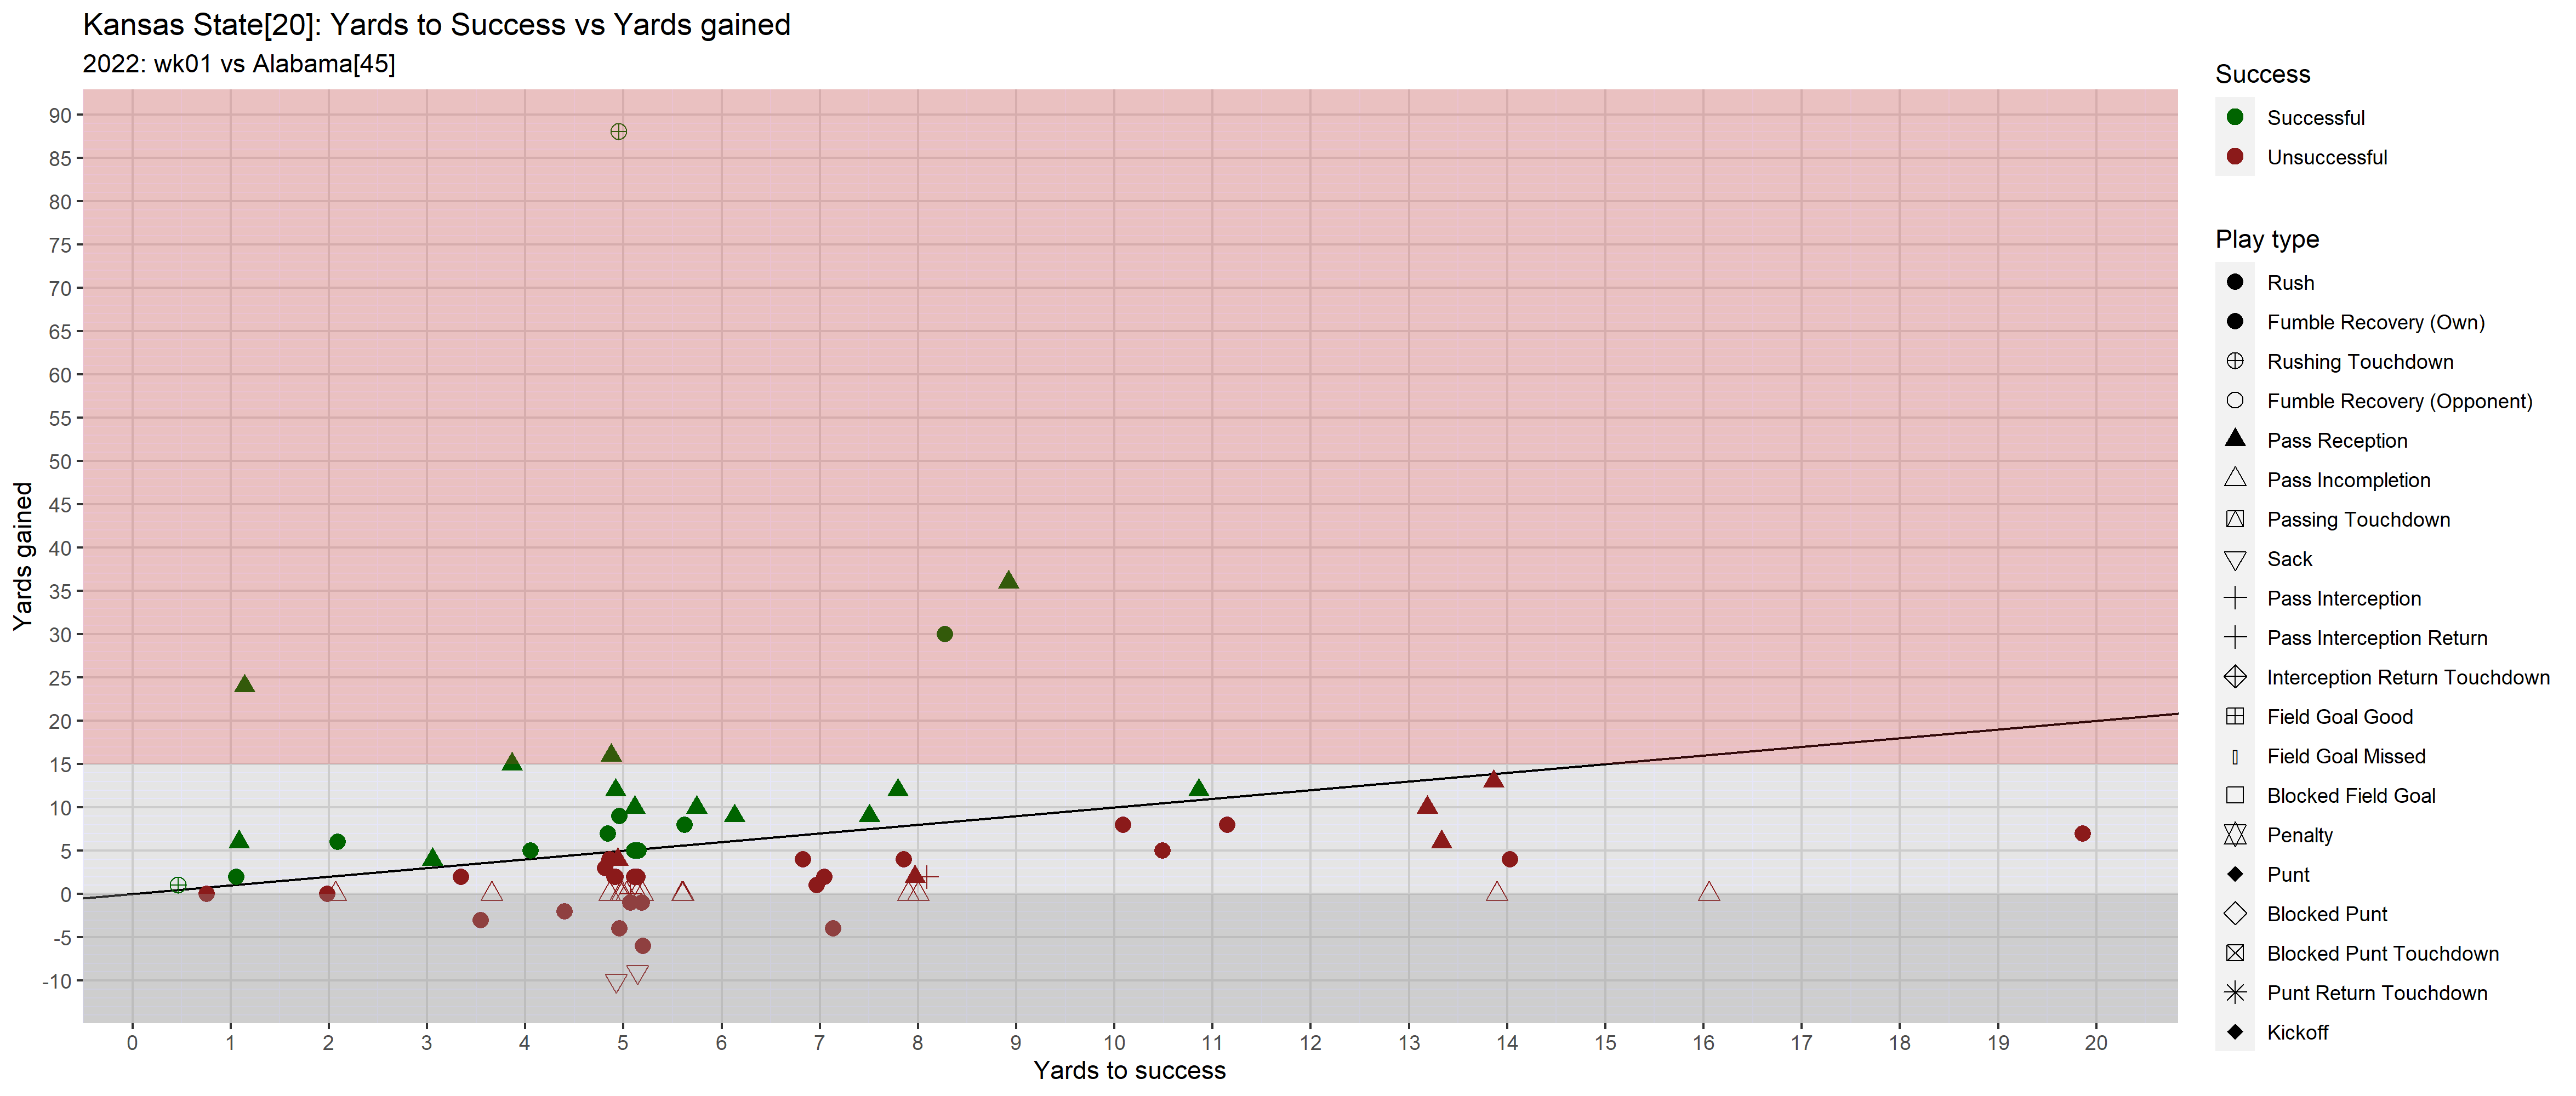 Kansas State[20]: Yards to Success vs Yards gained
2022: wk01 vs Alabama[45]
Yards gained
90
85
80
75
70
65
60
55
50
45
40
35
30
25
20
15
10
5
0
-5
-10
0 1 2 3 4 5 6 7 8 9 10 11 12 13 14 15 16 17 18 19 20
Yards to success
Success
Successful
Unsuccessful
Play type
Rush
Fumble Recovery (Own)
Rushing Touchdown
Fumble Recovery (Opponent)
Pass Reception
Pass Incompletion
Passing Touchdown
Sack
Pass Interception
Pass Interception Return
Interception Return Touchdown
Field Goal Good
Field Goal Missed
Blocked Field Goal
Penalty
Punt
Blocked Punt
Blocked Punt Touchdown
Punt Return Touchdown
Kickoff